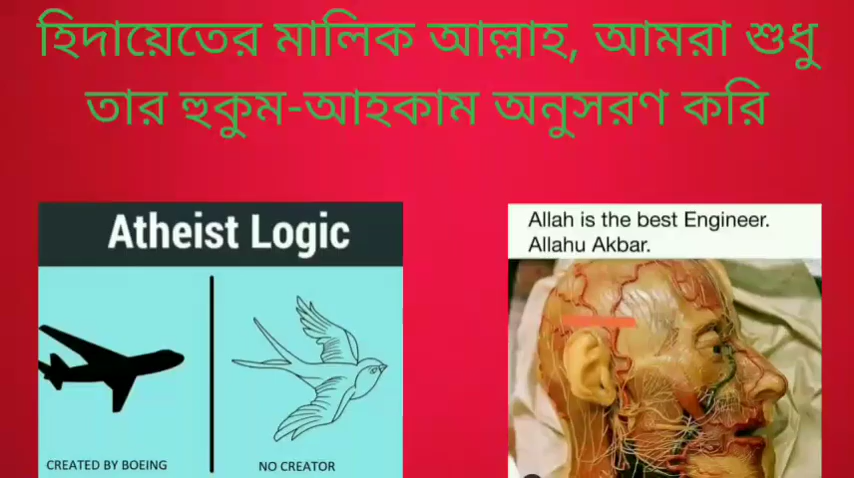 হিদায়েতের মালিক আল্লাহ, আমরা শুধু
তার হুকুম-আহকাম অনুসরণ করি
Atheist Logic
CREATED BY BOEING
NO CREATOR
Allah is the best Engineer.
Allahu Akbar.